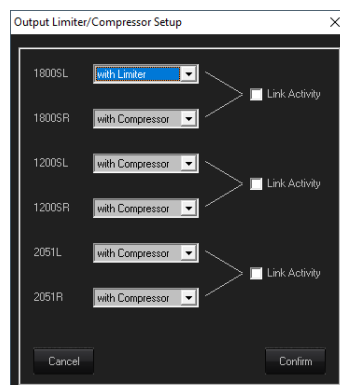 Output Limiter/Compressor Setup
1800SL with Limiter
Link Activity
1800SR with Compressor
1200SL with Compressor
Link Activity
1200SR with Compressor
2051L with Compressor
Link Activity
2051R with Compressor
Cancel Confirm